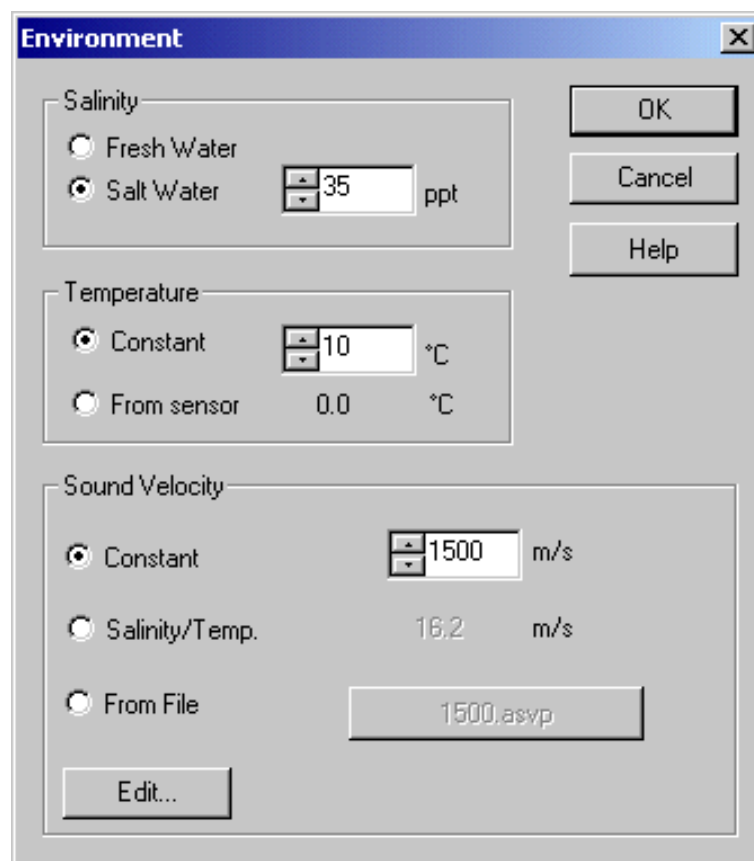 Environment
Salinity
OK
Fresh Water
Salt Water 35 ppt
Cancel
Help
Temperature
Constant 10 °C
From sensor 0.0 °C
Sound Velocity
Constant 1500 m/s
Salinity/Temp. 16.2 m/s
From File 1500.asvp
Edit...